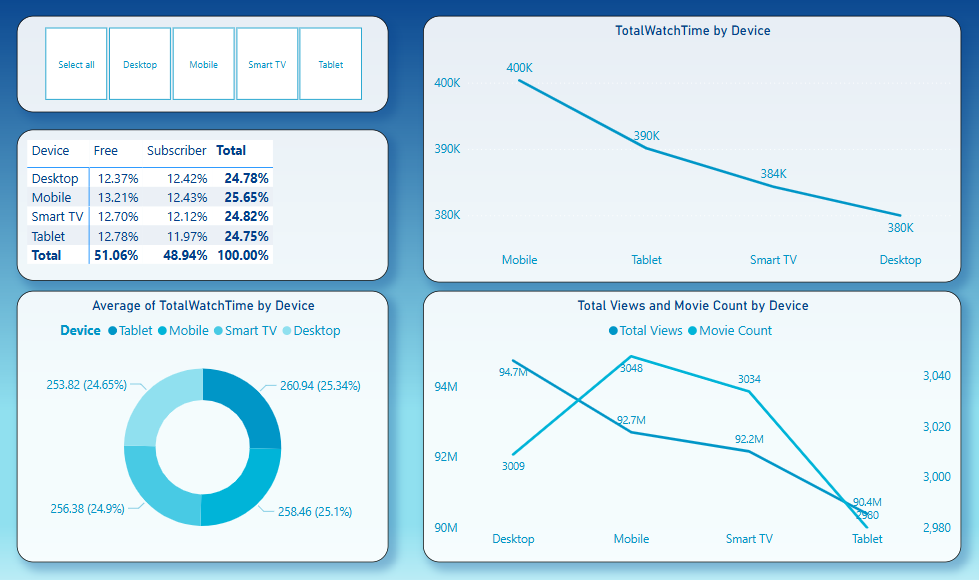 Select all
Desktop
Mobile
Smart TV
Tablet
Device Free Subscriber Total
Desktop 12.37% 12.42% 24.78%
Mobile 13.21% 12.43% 25.65%
Smart TV 12.70% 12.12% 24.82%
Tablet 12.78% 11.97% 24.75%
Total 51.06% 48.94% 100.00%
TotalWatchTime by Device
400K
400K
390K
390K
384K
380K
380K
Mobile Tablet Smart TV Desktop
Average of TotalWatchTime by Device
Device Tablet Mobile Smart TV Desktop
253.82 (24.65%)
260.94 (25.34%)
256.38 (24.9%)
258.46 (25.1%)
Total Views and Movie Count by Device
Total Views Movie Count
94.7M
3048
3034
94M
3,040
92.7M
92.2M
3,020
92M
3009
3,000
90.4M
2980
90M
2,980
Desktop Mobile Smart TV Tablet